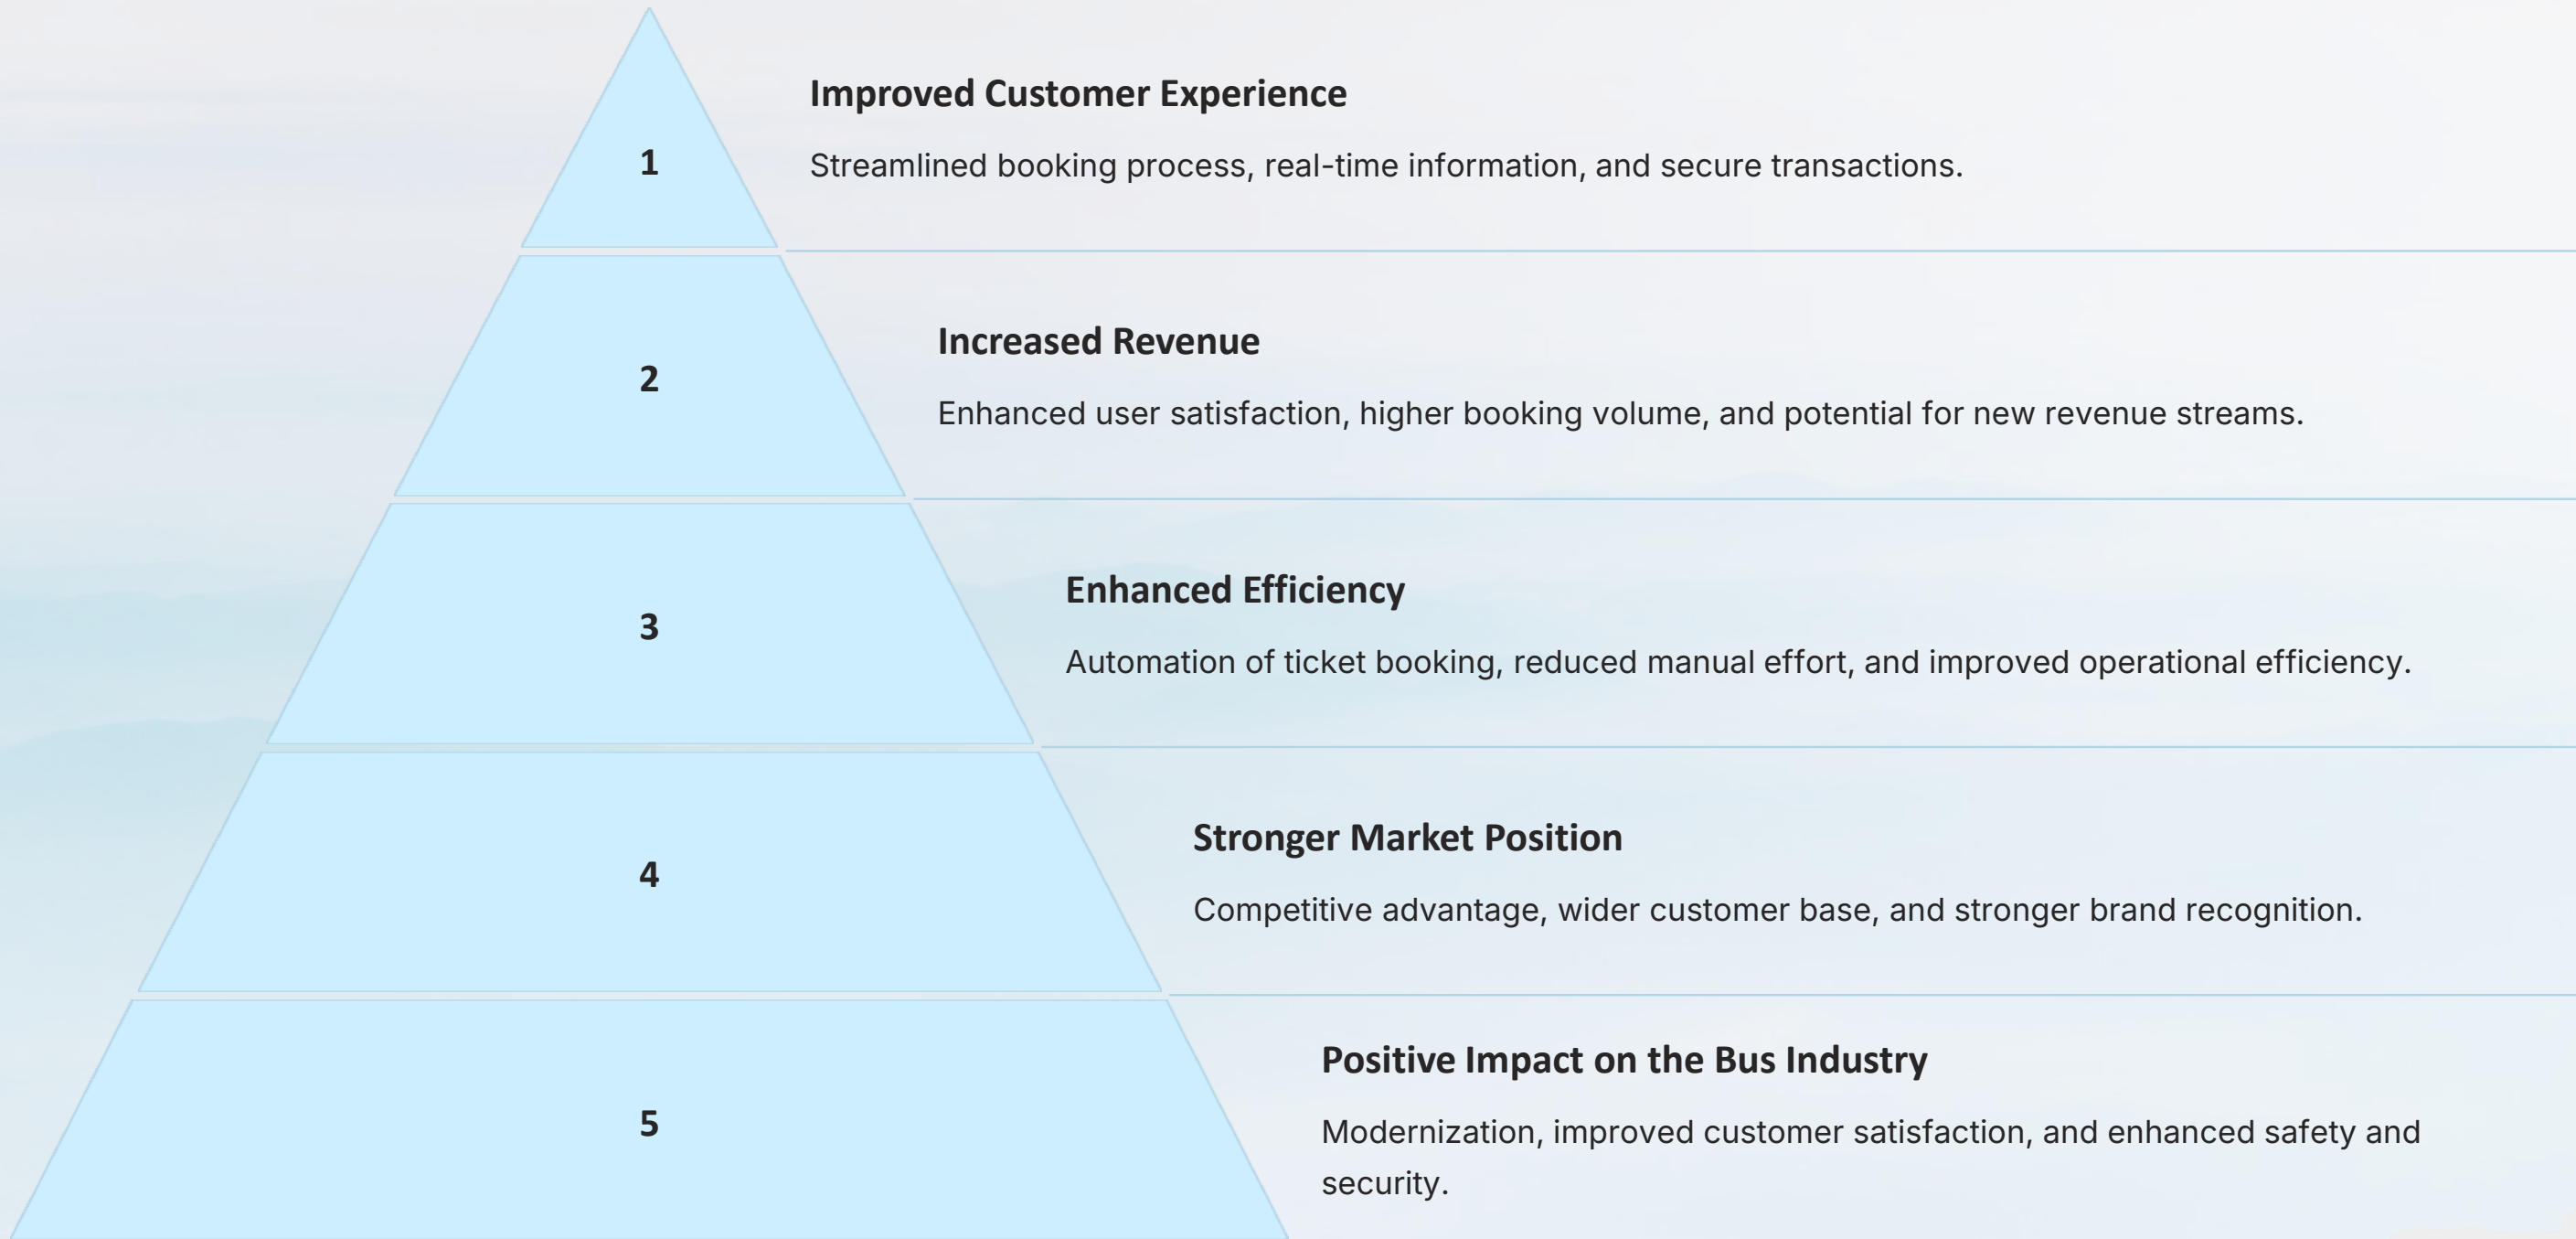 1
Improved Customer Experience
Streamlined booking process, real-time information, and secure transactions.
2
Increased Revenue
Enhanced user satisfaction, higher booking volume, and potential for new revenue streams.
3
Enhanced Efficiency
Automation of ticket booking, reduced manual effort, and improved operational efficiency.
4
Stronger Market Position
Competitive advantage, wider customer base, and stronger brand recognition.
5
Positive Impact on the Bus Industry
Modernization, improved customer satisfaction, and enhanced safety and
security.